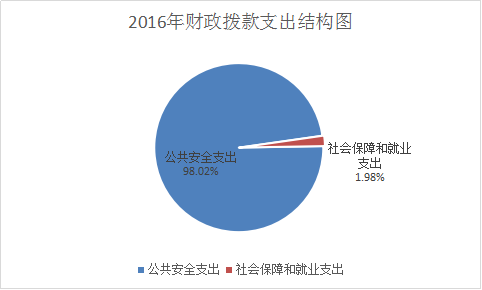 2016年财政拨款支出结构图
公共安全支出
98.02%
社会保障和就业
支出
1.98%
公共安全支出 社会保障和就业支出